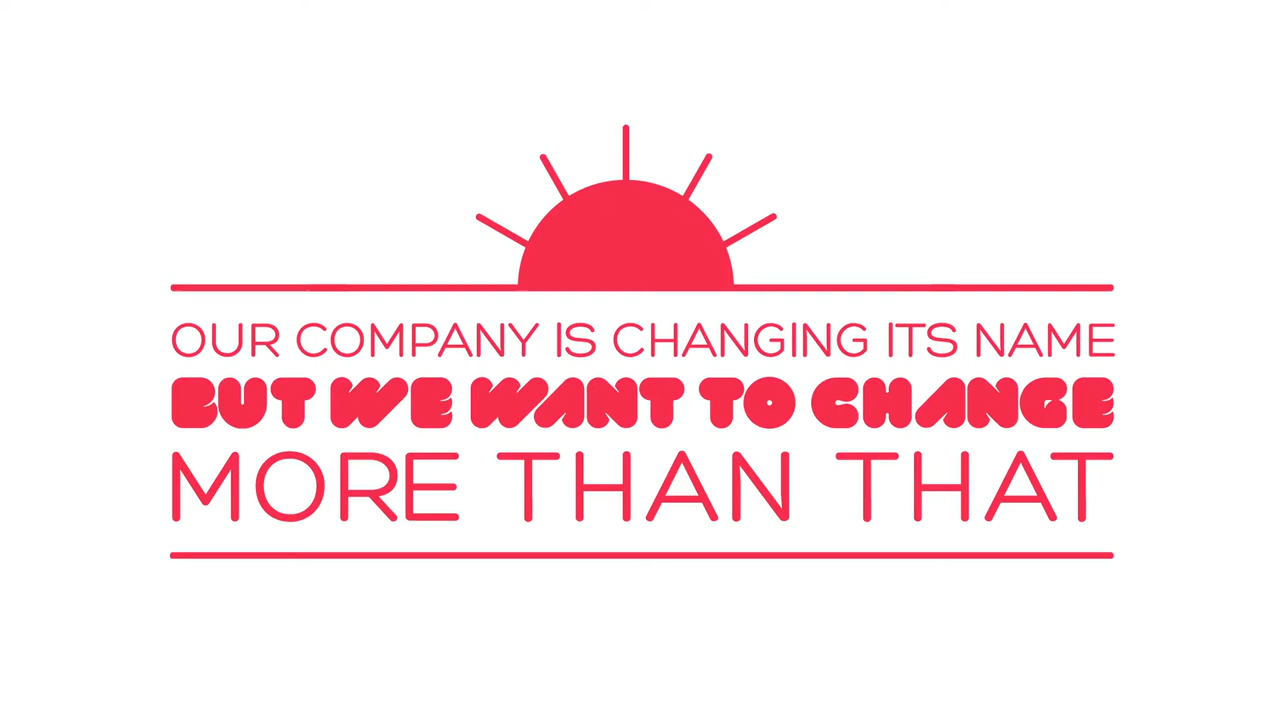 OUR COMPANY IS CHANGING ITS NAME
BUT WE WANT TO CHANGE
MORE THAN THAT